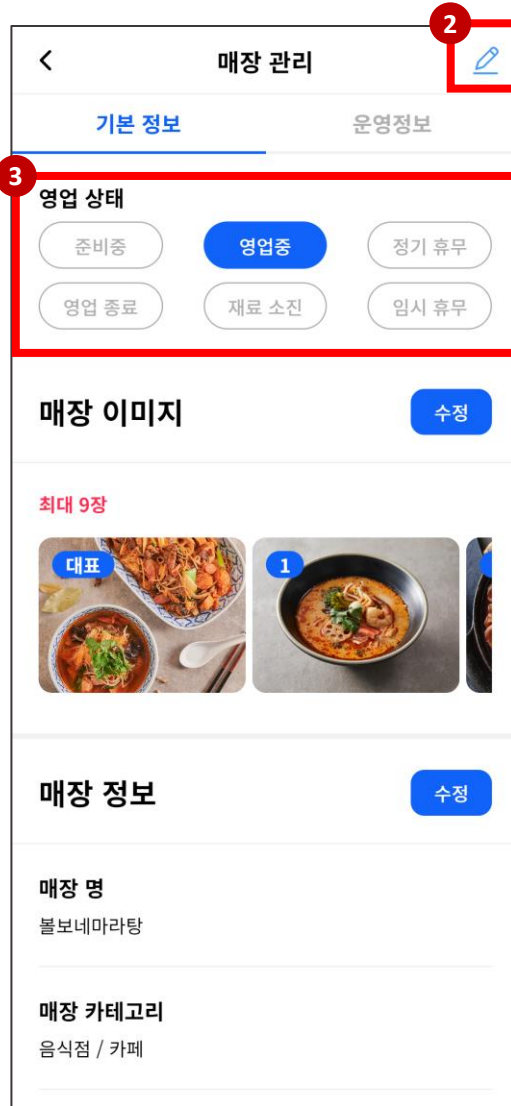 2
매장 관리
기본 정보 운영정보
3
영업 상태
준비중 영업중 정기 휴무
영업 종료 재료 소진 임시 휴무
매장 이미지 수정
최대 9장
대표 1
매장 정보 수정
매장 명
볼보네마라탕
매장 카테고리
음식점 / 카페